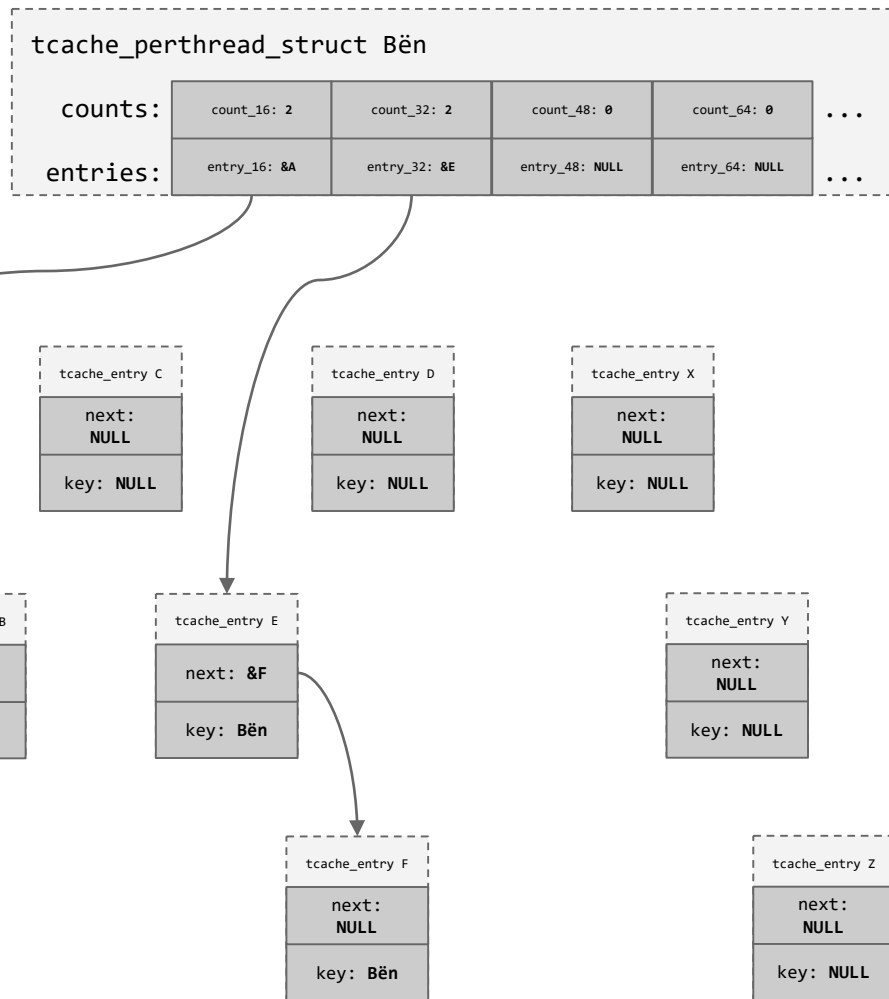 tcache_perthread_struct Bën
counts: count_16: 2 count_32: 2 count_48: 0 count_64: 0 ...
entries: entry_16: &A entry_32: &E entry_48: NULL entry_64: NULL ...
tcache_entry C
next:
NULL
key: NULL
tcache_entry D
next:
NULL
key: NULL
tcache_entry X
next:
NULL
key: NULL
B
tcache_entry E
next: &F
key: Bën
tcache_entry Y
next:
NULL
key: NULL
tcache_entry F
next:
NULL
key: Bën
tcache_entry Z
next:
NULL
key: NULL